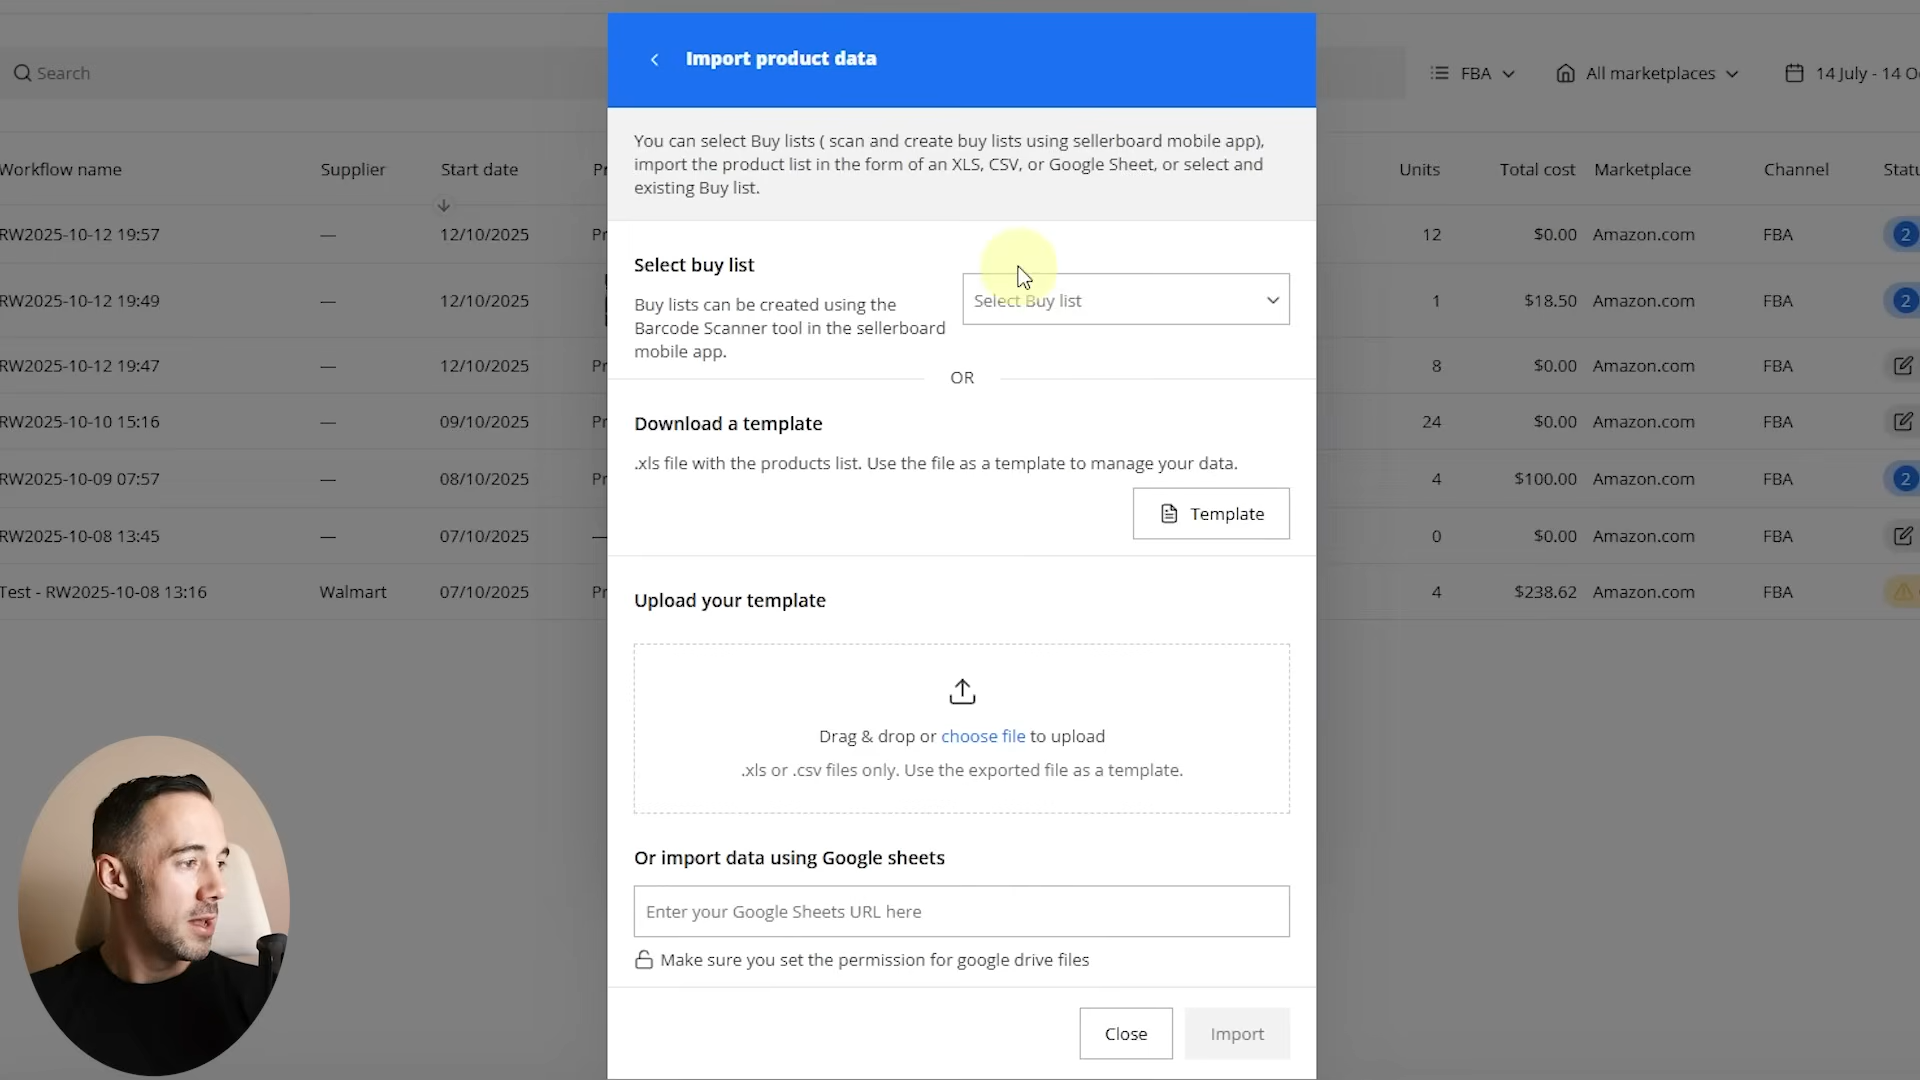 Import product data
Search
FBA
All marketplaces
14 July - 14 O
You can select Buy lists ( scan and create buy lists using sellerboard mobile app),
import the product list in the form of an XLS, CSV, or Google Sheet, or select and
existing Buy list.
Workflow name Supplier Start date Pr Units Total cost Marketplace Channel Statu
RW2025-10-12 19:57 — 12/10/2025 Pr 12 $0.00 Amazon.com FBA 2
RW2025-10-12 19:49 — 12/10/2025 1 $18.50 Amazon.com FBA 2
RW2025-10-12 19:47 — 12/10/2025 Pr 8 $0.00 Amazon.com FBA
RW2025-10-10 15:16 — 09/10/2025 Pr 24 $0.00 Amazon.com FBA
RW2025-10-09 07:57 — 08/10/2025 Pr 4 $100.00 Amazon.com FBA 2
RW2025-10-08 13:45 — 07/10/2025 — 0 $0.00 Amazon.com FBA
Test - RW2025-10-08 13:16 Walmart 07/10/2025 Pr 4 $238.62 Amazon.com FBA
Select buy list
Buy lists can be created using the
Barcode Scanner tool in the sellerboard
mobile app.
Select Buy list
OR
Download a template
.xls file with the products list. Use the file as a template to manage your data.
Template
Upload your template
Drag & drop or choose file to upload
.xls or .csv files only. Use the exported file as a template.
Or import data using Google sheets
Enter your Google Sheets URL here
Make sure you set the permission for google drive files
Close
Import